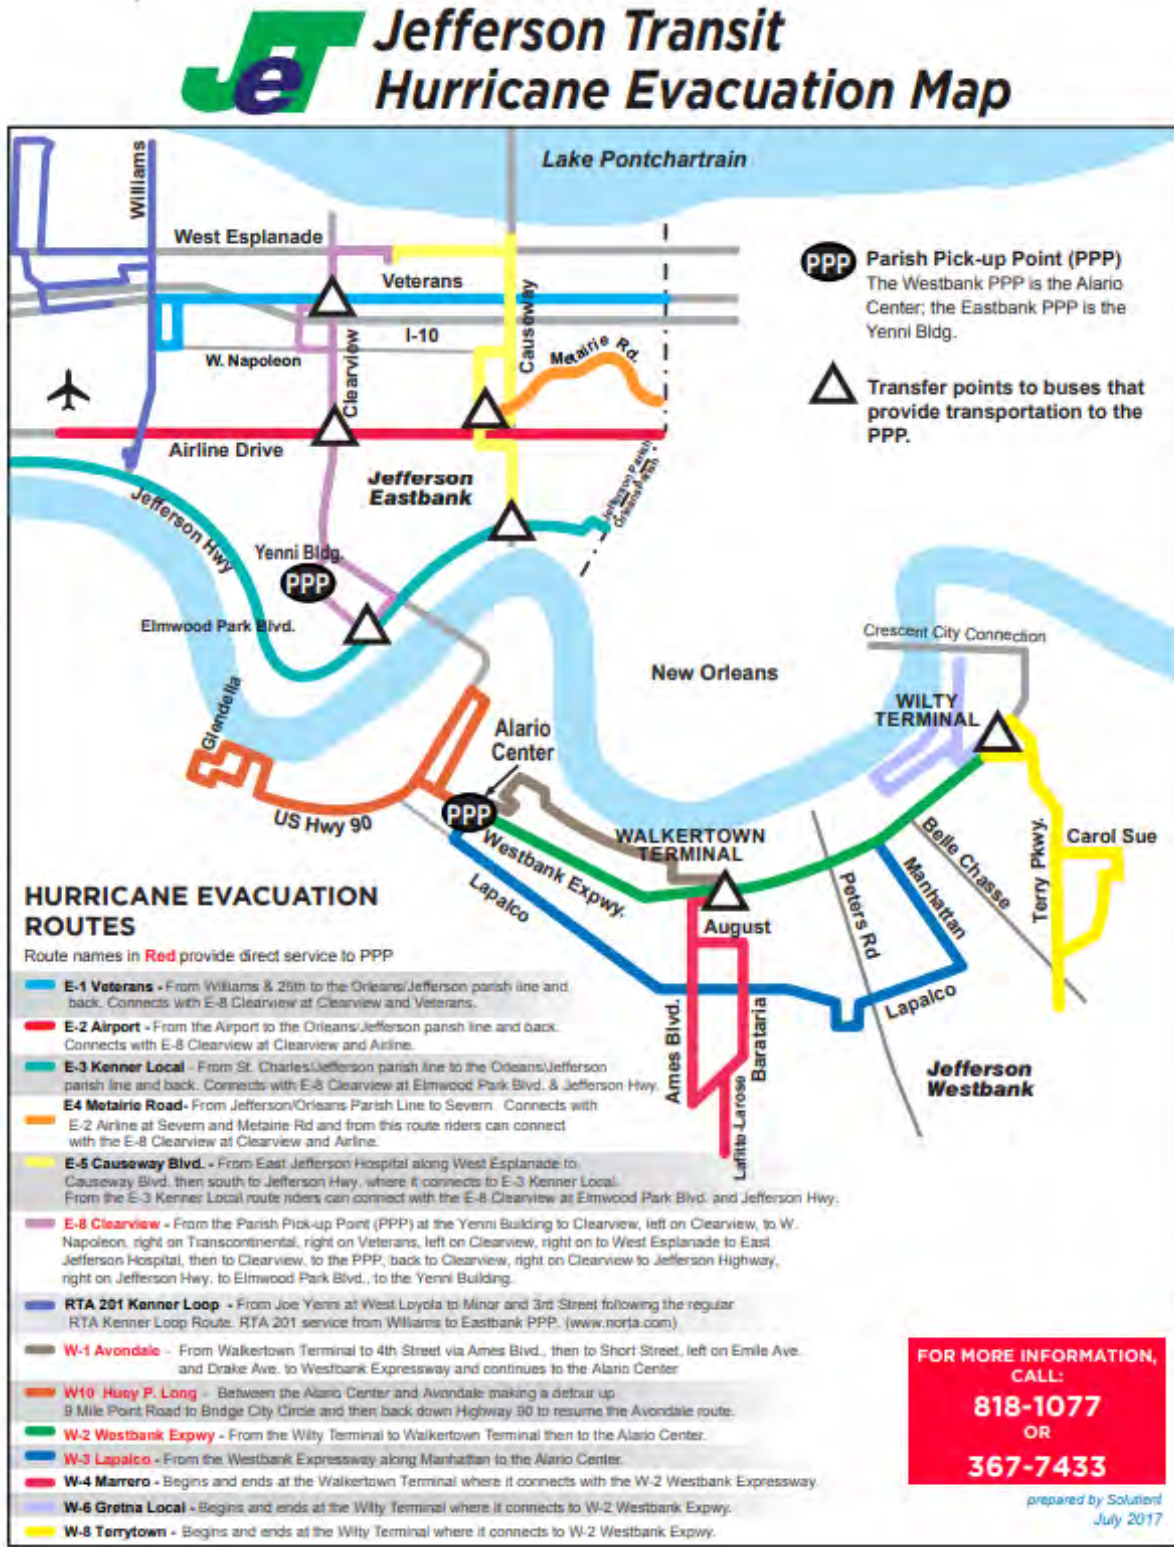 JeT
Jefferson Transit
Hurricane Evacuation Map
Lake Pontchartrain
Williams
West Esplanade
Veterans
Causeway
I-10
W. Napoleon
Clearview
Metairie Rd.
Airline Drive
Jefferson
Eastbank
Jefferson Parish
Orleans Parish
Jefferson Hwy
Yenni Bldg.
PPP
Elmwood Park Blvd.
PPP
Parish Pick-up Point (PPP)
The Westbank PPP is the Alario
Center; the Eastbank PPP is the
Yenni Bldg.
Transfer points to buses that
provide transportation to the
PPP.
Crescent City Connection
New Orleans
WILTY
TERMINAL
Glendella
Alario
Center
PPP
US Hwy 90
WALKERTOWN
TERMINAL
Westbank Expwy.
Lapalco
August
Peters Rd
Manhattan
Belle Chasse
Terry Pkwy.
Carol Sue
Lapalco
Ames Blvd.
Barataria
Lafitte-Larose
Jefferson
Westbank
HURRICANE EVACUATION
ROUTES
Route names in Red provide direct service to PPP
E-1 Veterans - From Williams & 25th to the Orleans/Jefferson parish line and
back. Connects with E-8 Clearview at Clearview and Veterans.
E-2 Airport - From the Airport to the Orleans/Jefferson parish line and back.
Connects with E-8 Clearview at Clearview and Airline.
E-3 Kenner Local - From St. Charles/Jefferson parish line to the Orleans/Jefferson
parish line and back. Connects with E-8 Clearview at Elmwood Park Blvd. & Jefferson Hwy.
E4 Metairie Road- From Jefferson/Orleans Parish Line to Severn. Connects with
E-2 Airline at Severn and Metairie Rd and from this route riders can connect
with the E-8 Clearview at Clearview and Airline.
E-5 Causeway Blvd. - From East Jefferson Hospital along West Esplanade to
Causeway Blvd. then south to Jefferson Hwy. where it connects to E-3 Kenner Local.
From the E-3 Kenner Local route riders can connect with the E-8 Clearview at Elmwood Park Blvd. and Jefferson Hwy.
E-8 Clearview - From the Parish Pick-up Point (PPP) at the Yenni Building to Clearview, left on Clearview, to W.
Napoleon, right on Transcontinental, right on Veterans, left on Clearview, right on to West Esplanade to East
Jefferson Hospital, then to Clearview, to the PPP, back to Clearview, right on Clearview to Jefferson Highway,
right on Jefferson Hwy. to Elmwood Park Blvd., to the Yenni Building.
RTA 201 Kenner Loop - From Joe Yenni at West Loyola to Minor and 3rd Street following the regular
RTA Kenner Loop Route. RTA 201 service from Williams to Eastbank PPP. (www.norta.com)
W-1 Avondale - From Walkertown Terminal to 4th Street via Ames Blvd., then to Short Street, left on Emile Ave.
and Drake Ave. to Westbank Expressway and continues to the Alario Center
W10 Huey P. Long - Between the Alario Center and Avondale making a detour up
9 Mile Point Road to Bridge City Circle and then back down Highway 90 to resume the Avondale route.
W-2 Westbank Expwy - From the Wilty Terminal to Walkertown Terminal then to the Alario Center.
W-3 Lapalco - From the Westbank Expressway along Manhattan to the Alario Center.
W-4 Marrero - Begins and ends at the Walkertown Terminal where it connects with the W-2 Westbank Expressway.
W-6 Gretna Local - Begins and ends at the Wilty Terminal where it connects to W-2 Westbank Expwy.
W-8 Terrytown - Begins and ends at the Wilty Terminal where it connects to W-2 Westbank Expwy.
FOR MORE INFORMATION,
CALL:
818-1077
OR
367-7433
prepared by Solutient
July 2017